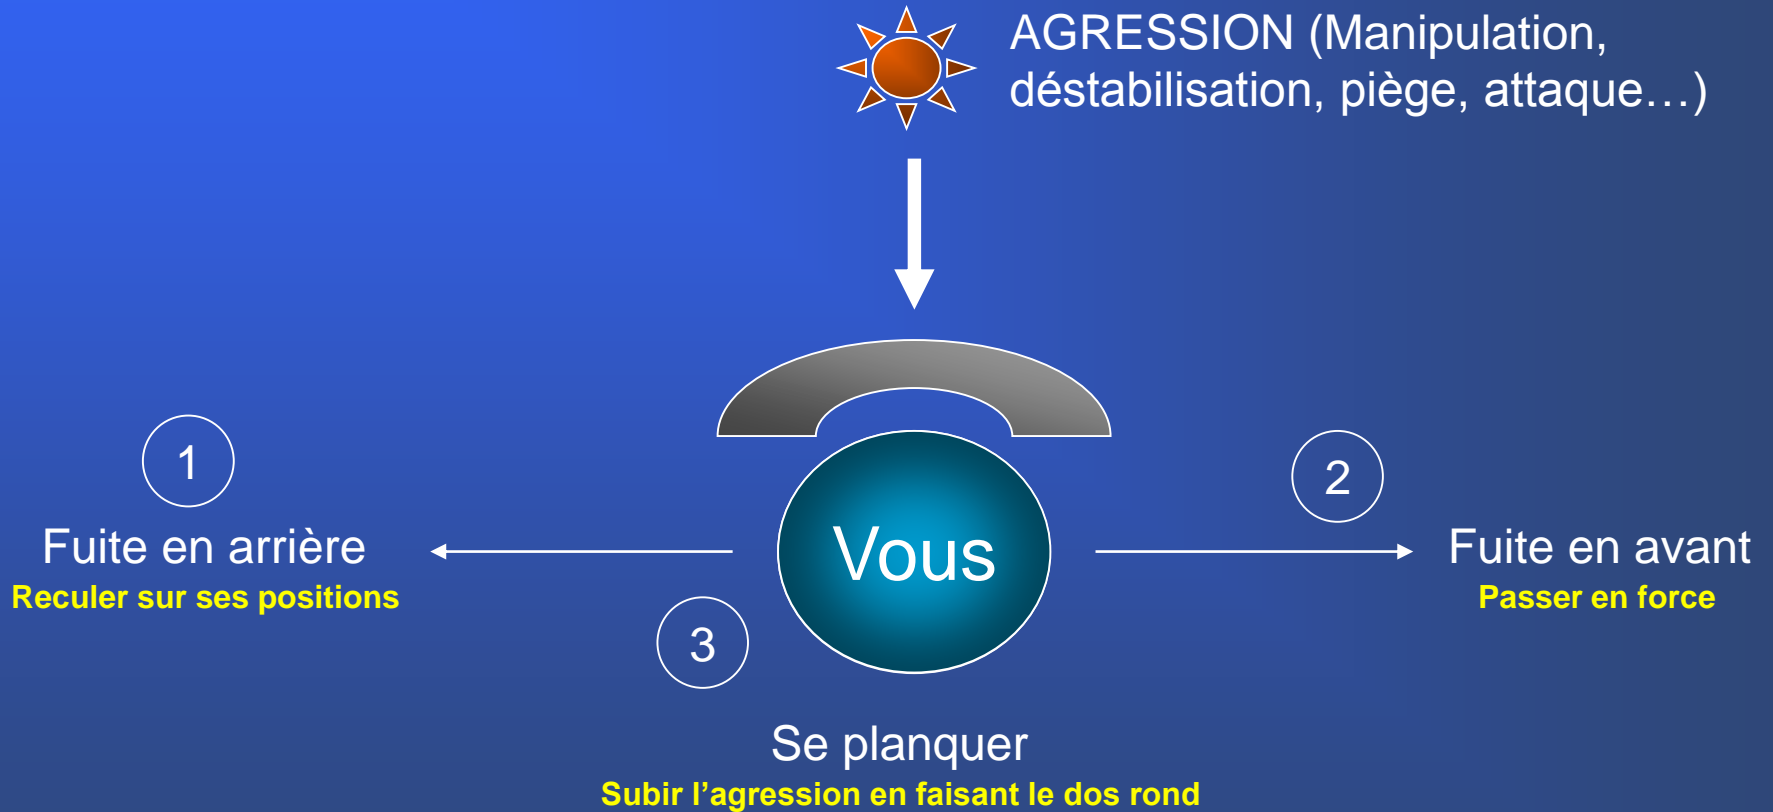 AGRESSION (Manipulation,
déstabilisation, piège, attaque…)
1
Fuite en arrière
Reculer sur ses positions
Vous
2
Fuite en avant
Passer en force
3
Se planquer
Subir l’agression en faisant le dos rond